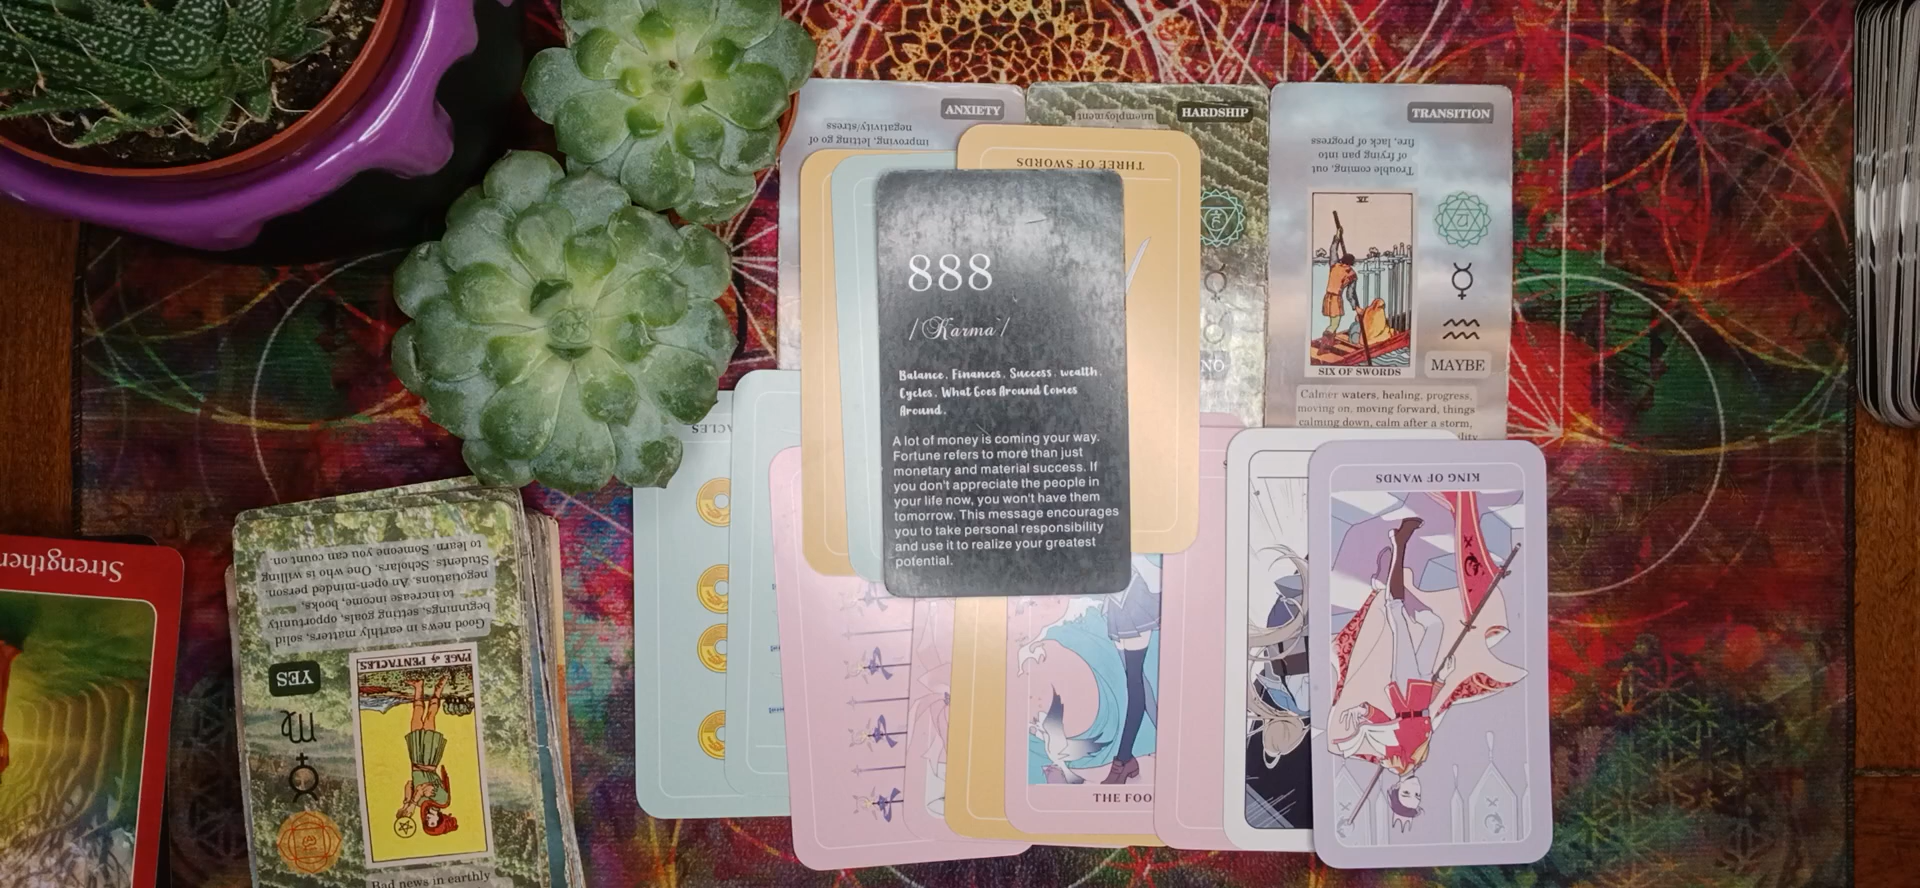 ANXIETY
improving, letting go of
negativity/stress
HARDSHIP
unemployment
TRANSITION
Trouble coming, out
of frying pan into
fire, lack of progress
VI
SIX OF SWORDS
MAYBE
Calmer waters, healing, progress,
moving on, moving forward, things
calming down, calm after a storm,
NO
THREE OF SWORDS
888
/Karma/
Balance. Finances. Success. wealth.
Cycles. What Goes Around Comes
Around.
A lot of money is coming your way.
Fortune refers to more than just
monetary and material success. If
you don't appreciate the people in
your life now, you won't have them
tomorrow. This message encourages
you to take personal responsibility
and use it to realize your greatest
potential.
ACLES
THE FOO
KING OF WANDS
Strengthen
Good news in earthly matters, solid
beginnings, setting goals, opportunity
to increase income, books,
negotiations. An open-minded person
Students. Scholars. One who is willing
to learn. Someone you can count
on.
YES
PAGE of PENTACLES
Bad news in earthly